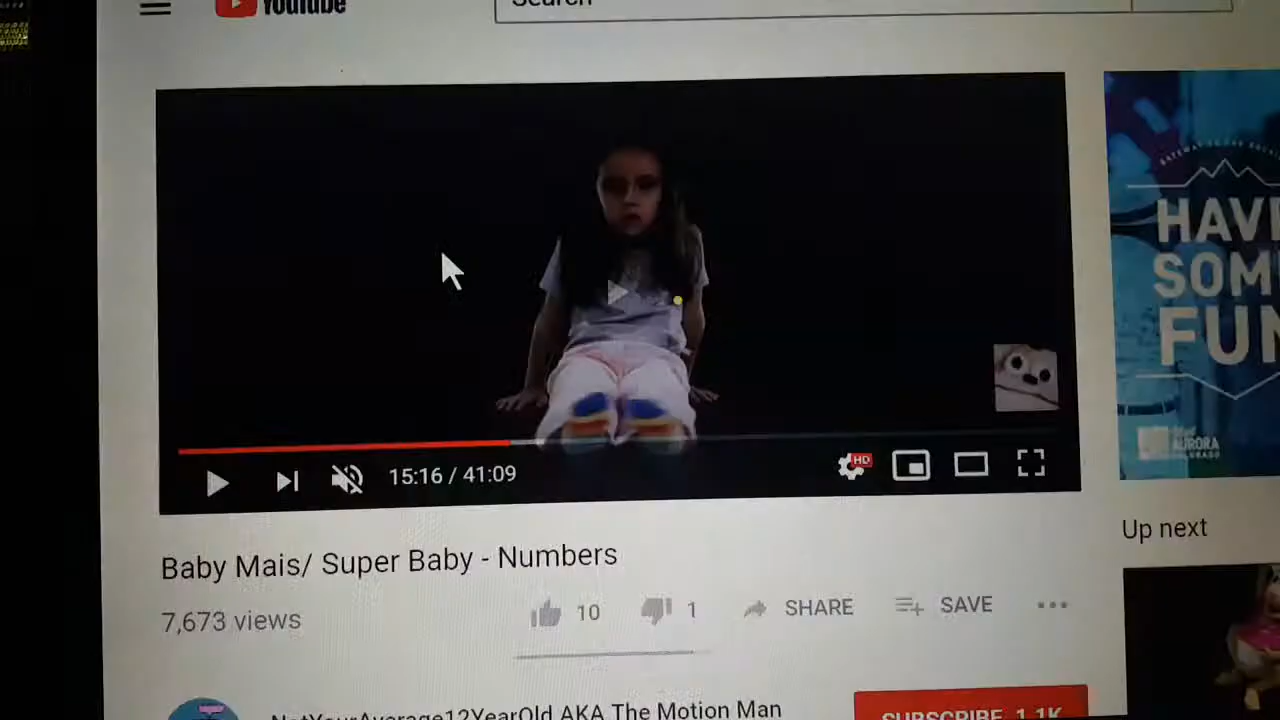 YouTube
Search
HD
15:16 / 41:09
Baby Mais/ Super Baby - Numbers
7,673 views
10
1
SHARE
SAVE
NotYourAverage12YearOld AKA The Motion Man
SUBSCRIBE 1.1K
HAVE
SOME
FUN
AURORA
Up next